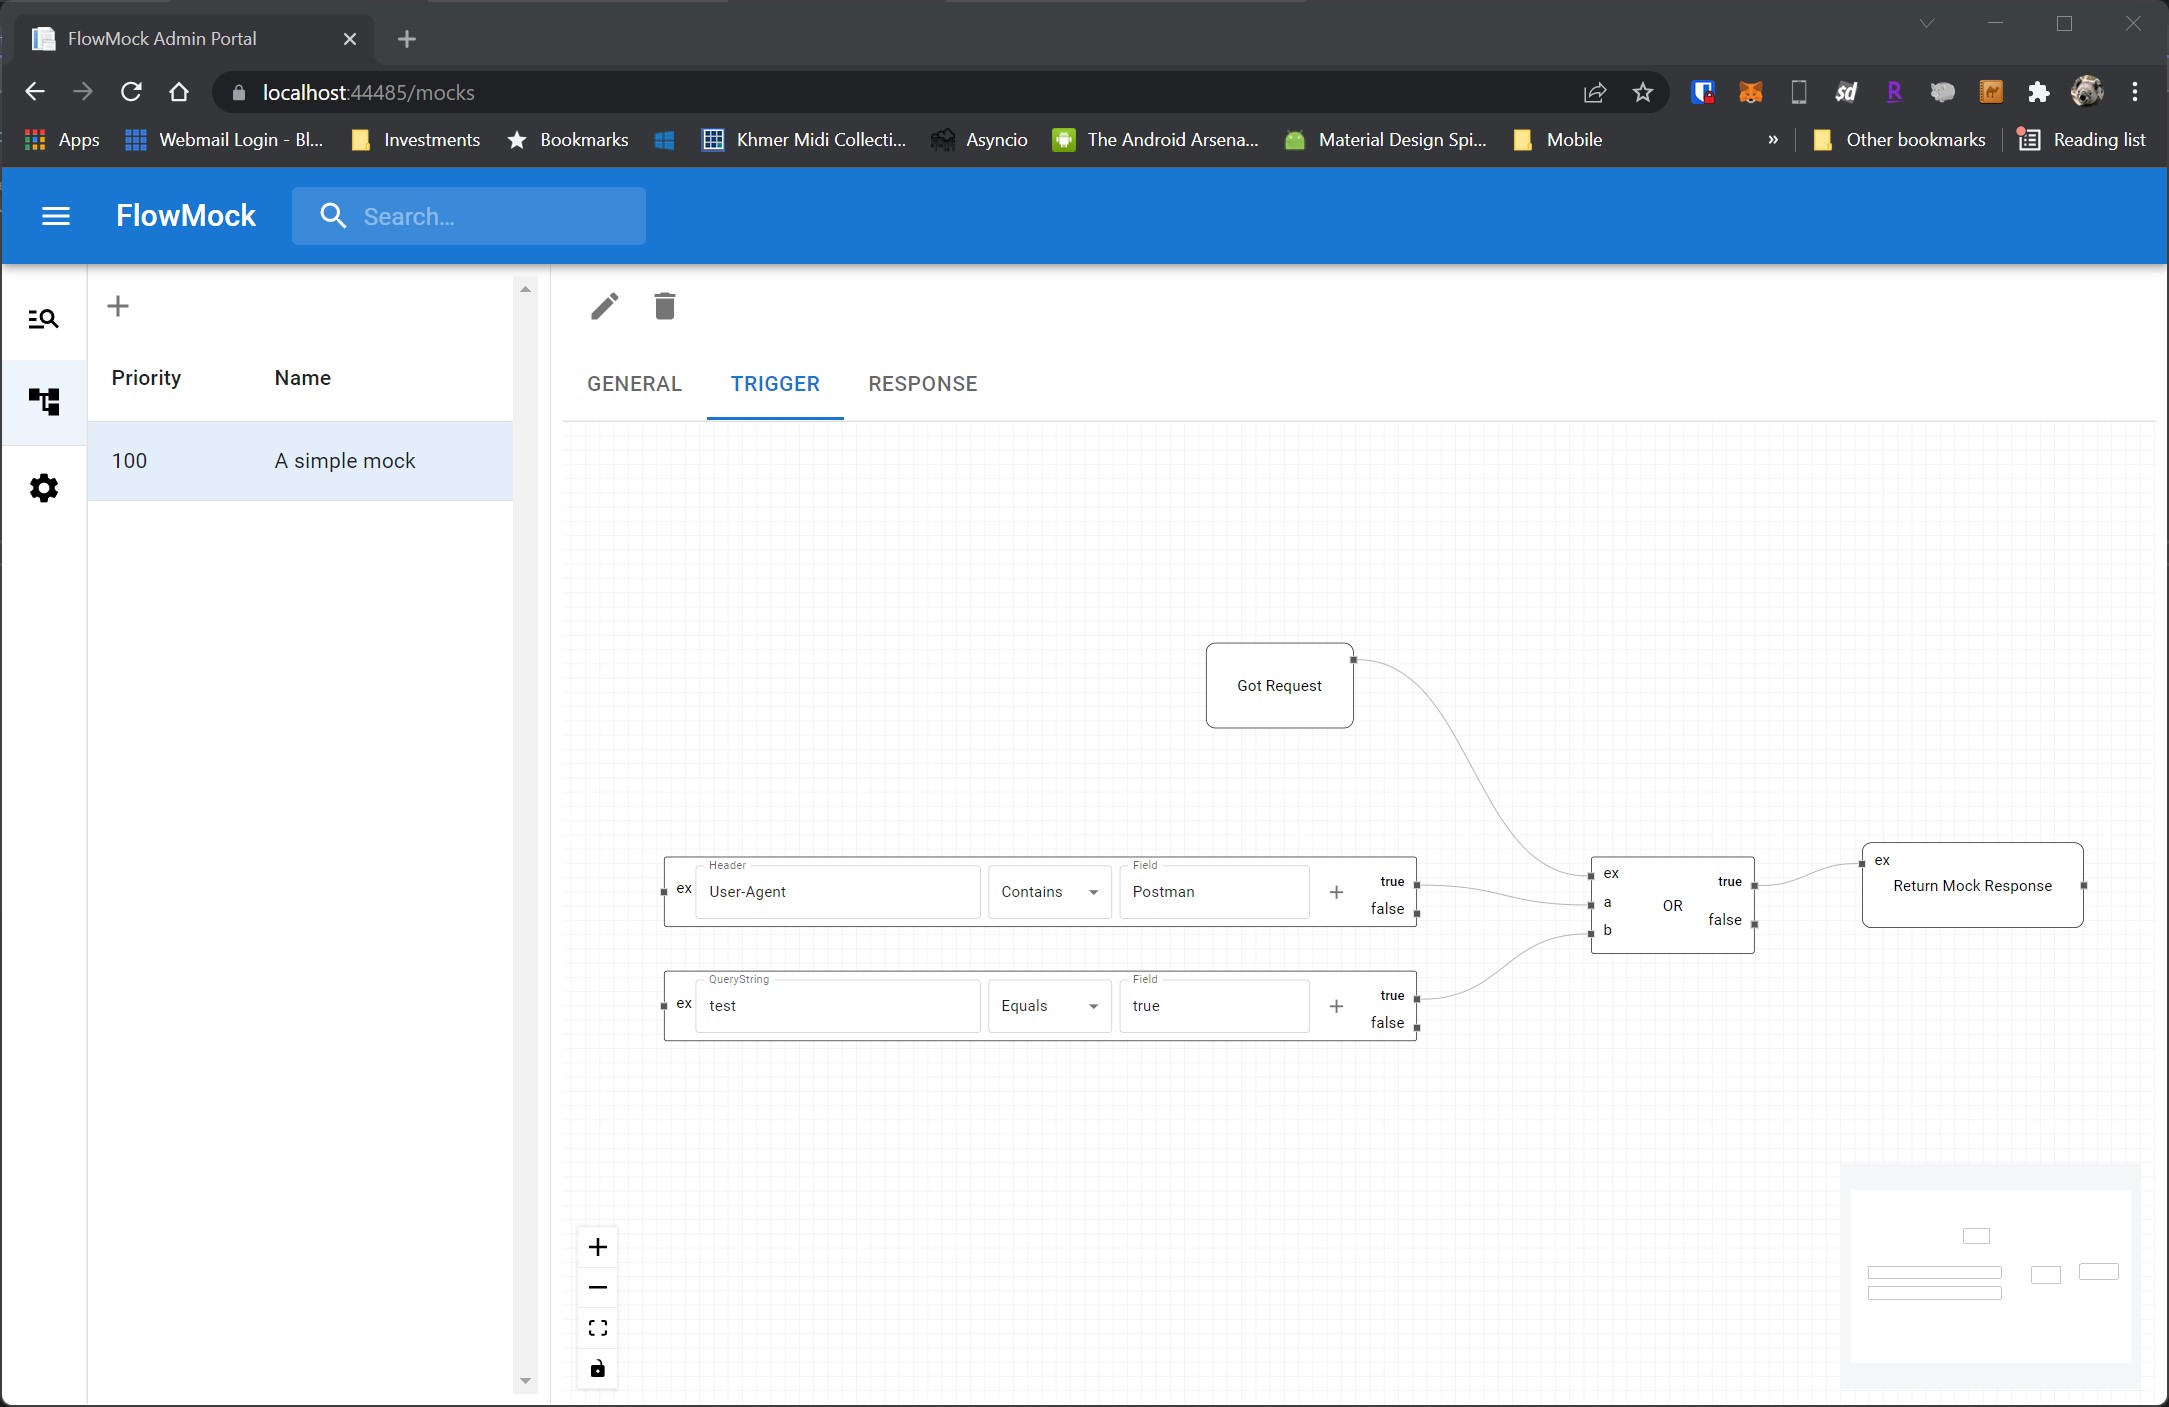 FlowMock Admin Portal
localhost:44485/mocks
Apps Webmail Login - Bl... Investments Bookmarks Khmer Midi Collecti... Asyncio The Android Arsena... Material Design Spi... Mobile » Other bookmarks Reading list
FlowMock Search...
GENERAL TRIGGER RESPONSE
Priority Name
100 A simple mock
Got Request
Header
ex User-Agent Contains
Field
Postman
true
false
QueryString
ex test Equals
Field
true
true
false
ex
a
b
OR
true
false
ex
Return Mock Response